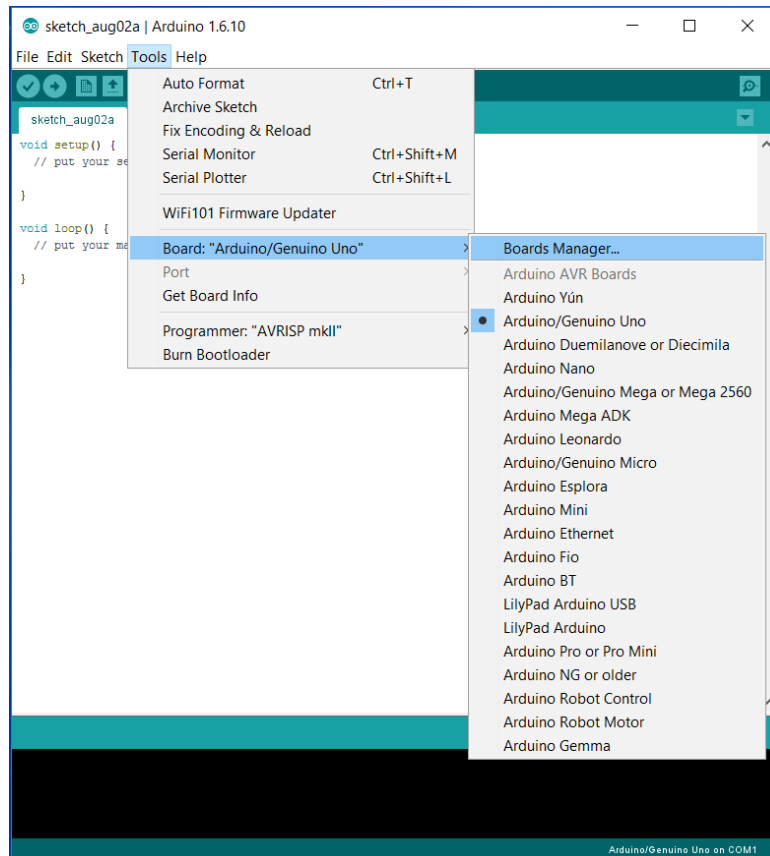 sketch_aug02a | Arduino 1.6.10
File Edit Sketch Tools Help
sketch_aug02a
void setup() {
// put your se
}
void loop() {
// put your ma
}
Auto Format Ctrl+T
Archive Sketch
Fix Encoding & Reload
Serial Monitor Ctrl+Shift+M
Serial Plotter Ctrl+Shift+L
WiFi101 Firmware Updater
Board: "Arduino/Genuino Uno"
Port
Get Board Info
Programmer: "AVRISP mkII"
Burn Bootloader
Boards Manager...
Arduino AVR Boards
Arduino Yún
Arduino/Genuino Uno
Arduino Duemilanove or Diecimila
Arduino Nano
Arduino/Genuino Mega or Mega 2560
Arduino Mega ADK
Arduino Leonardo
Arduino/Genuino Micro
Arduino Esplora
Arduino Mini
Arduino Ethernet
Arduino Fio
Arduino BT
LilyPad Arduino USB
LilyPad Arduino
Arduino Pro or Pro Mini
Arduino NG or older
Arduino Robot Control
Arduino Robot Motor
Arduino Gemma
Arduino/Genuino Uno on COM1